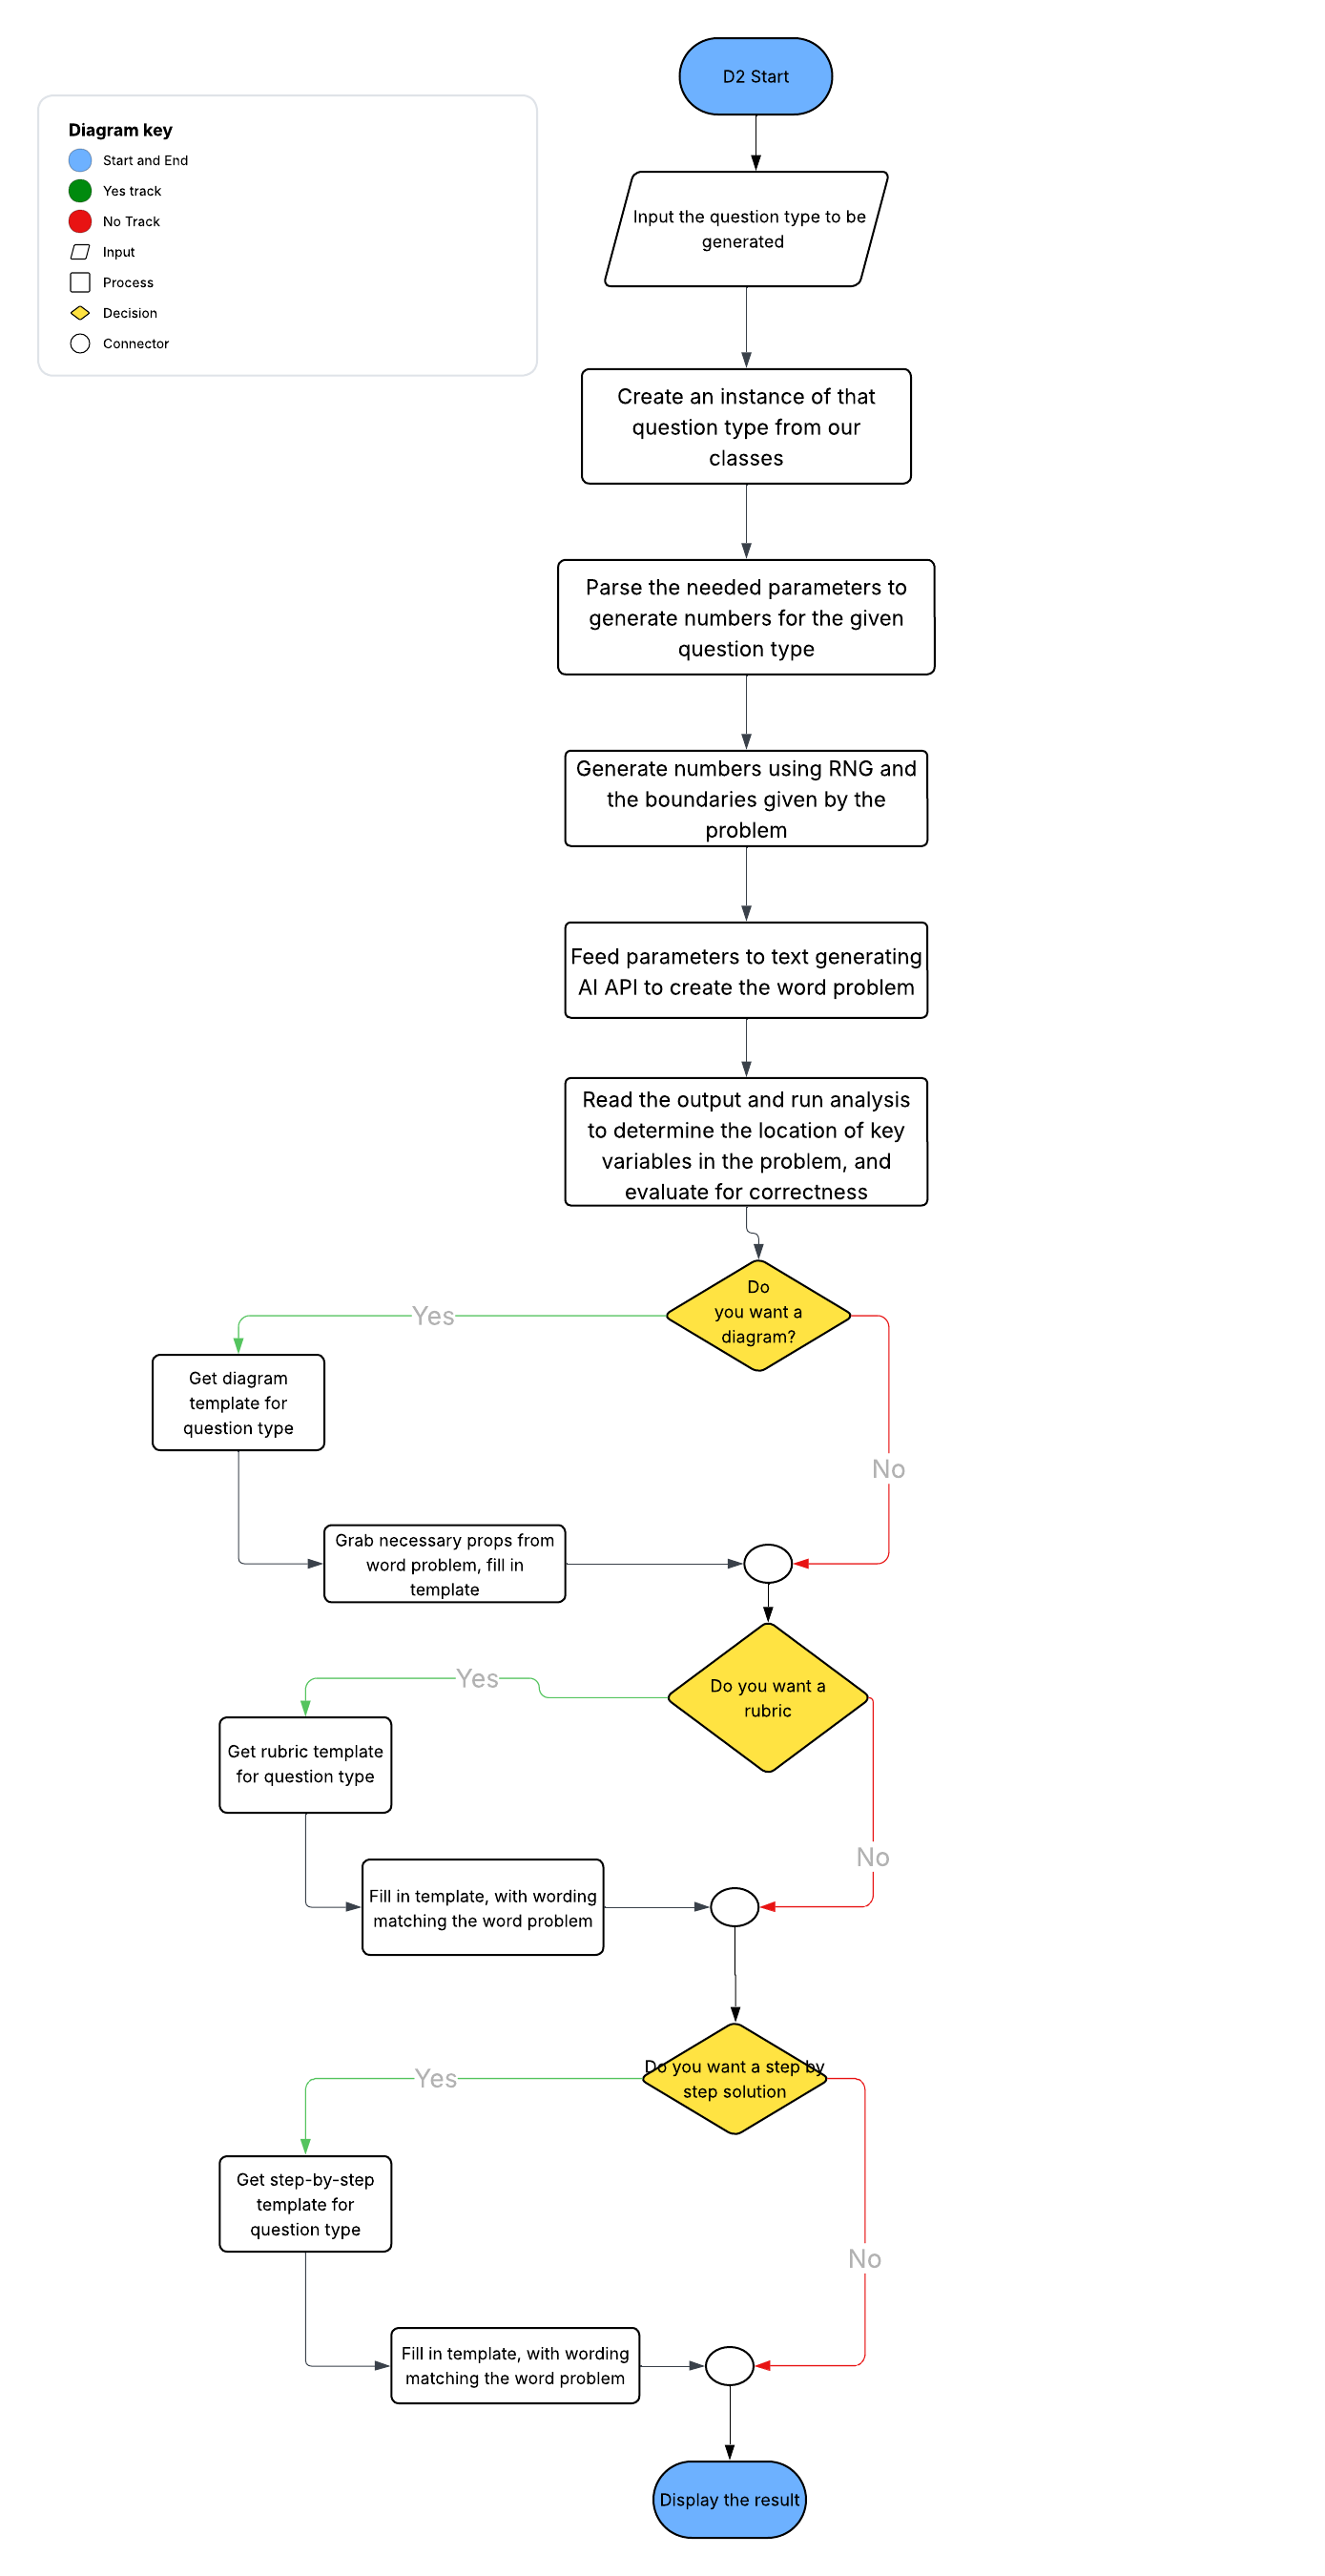 D2 Start
Diagram key
Start and End
Yes track
No Track
Input
Process
Decision
Connector
Input the question type to be
generated
Create an instance of that
question type from our
classes
Parse the needed parameters to
generate numbers for the given
question type
Generate numbers using RNG and
the boundaries given by the
problem
Feed parameters to text generating
AI API to create the word problem
Read the output and run analysis
to determine the location of key
variables in the problem, and
evaluate for correctness
Do
you want a
diagram?
Yes
Get diagram
template for
question type
No
Grab necessary props from
word problem, fill in
template
Do you want a
rubric
Yes
Get rubric template
for question type
No
Fill in template, with wording
matching the word problem
Do you want a step by
step solution
Yes
Get step-by-step
template for
question type
No
Fill in template, with wording
matching the word problem
Display the result